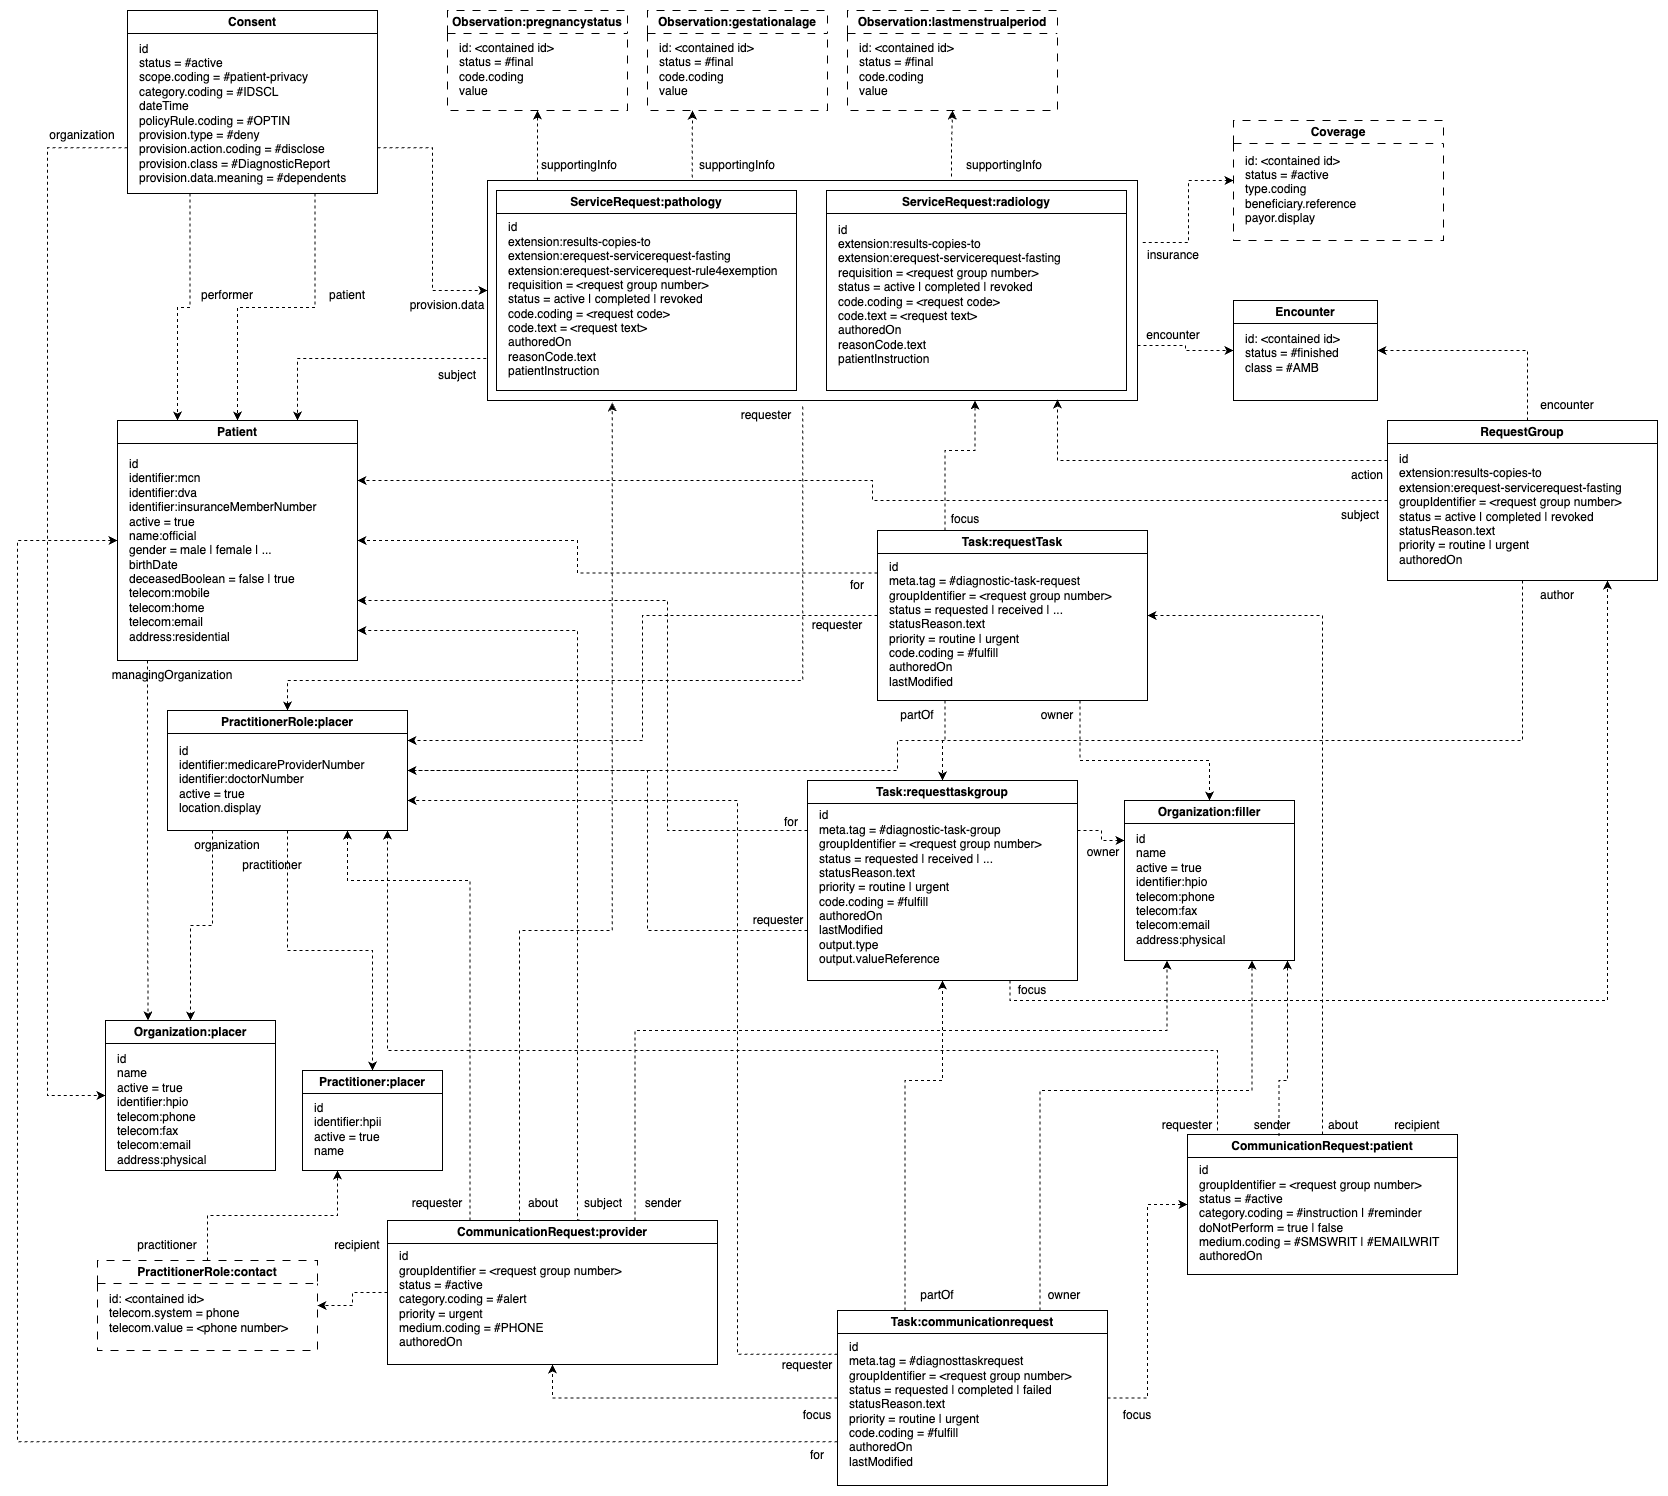 Consent
id
status = #active
scope.coding = #patient-privacy
category.coding = #IDSCL
dateTime
policyRule.coding = #OPTIN
provision.type = #deny
provision.action.coding = #disclose
provision.class = #DiagnosticReport
provision.data.meaning = #dependents
Observation:pregnancystatus
id: <contained id>
status = #final
code.coding
value
Observation:gestationalage
id: <contained id>
status = #final
code.coding
value
Observation:lastmenstrualperiod
id: <contained id>
status = #final
code.coding
value
Coverage
id: <contained id>
status = #active
type.coding
beneficiary.reference
payor.display
organization
supportingInfo
supportingInfo
supportingInfo
performer
patient
provision.data
subject
insurance
encounter
ServiceRequest:pathology
id
extension:results-copies-to
extension:erequest-servicerequest-fasting
extension:erequest-servicerequest-rule4exemption
requisition = <request group number>
status = active | completed | revoked
code.coding = <request code>
code.text = <request text>
authoredOn
reasonCode.text
patientInstruction
ServiceRequest:radiology
id
extension:results-copies-to
extension:erequest-servicerequest-fasting
requisition = <request group number>
status = active | completed | revoked
code.coding = <request code>
code.text = <request text>
authoredOn
reasonCode.text
patientInstruction
Encounter
id: <contained id>
status = #finished
class = #AMB
encounter
requester
Patient
id
identifier:mcn
identifier:dva
identifier:insuranceMemberNumber
active = true
name:official
gender = male | female | ...
birthDate
deceasedBoolean = false | true
telecom:mobile
telecom:home
telecom:email
address:residential
RequestGroup
id
extension:results-copies-to
extension:erequest-servicerequest-fasting
groupIdentifier = <request group number>
status = active | completed | revoked
statusReason.text
priority = routine | urgent
authoredOn
action
subject
author
focus
for
requester
Task:requestTask
id
meta.tag = #diagnostic-task-request
groupIdentifier = <request group number>
status = requested | received | ...
statusReason.text
priority = routine | urgent
code.coding = #fulfill
authoredOn
lastModified
managingOrganization
partOf
owner
PractitionerRole:placer
id
identifier:medicareProviderNumber
identifier:doctorNumber
active = true
location.display
organization
practitioner
Task:requesttaskgroup
id
meta.tag = #diagnostic-task-group
groupIdentifier = <request group number>
status = requested | received | ...
statusReason.text
priority = routine | urgent
code.coding = #fulfill
authoredOn
lastModified
output.type
output.valueReference
for
requester
owner
focus
Organization:filler
id
name
active = true
identifier:hpio
telecom:phone
telecom:fax
telecom:email
address:physical
Organization:placer
id
name
active = true
identifier:hpio
telecom:phone
telecom:fax
telecom:email
address:physical
Practitioner:placer
id
identifier:hpii
active = true
name
requester
sender
about
recipient
CommunicationRequest:patient
id
groupIdentifier = <request group number>
status = #active
category.coding = #instruction | #reminder
doNotPerform = true | false
medium.coding = #SMSWRIT | #EMAILWRIT
authoredOn
requester
about
subject
sender
practitioner
recipient
CommunicationRequest:provider
id
groupIdentifier = <request group number>
status = #active
category.coding = #alert
priority = urgent
medium.coding = #PHONE
authoredOn
PractitionerRole:contact
id: <contained id>
telecom.system = phone
telecom.value = <phone number>
partOf
owner
Task:communicationrequest
id
meta.tag = #diagnosttaskrequest
groupIdentifier = <request group number>
status = requested | completed | failed
statusReason.text
priority = routine | urgent
code.coding = #fulfill
authoredOn
lastModified
requester
focus
focus
for